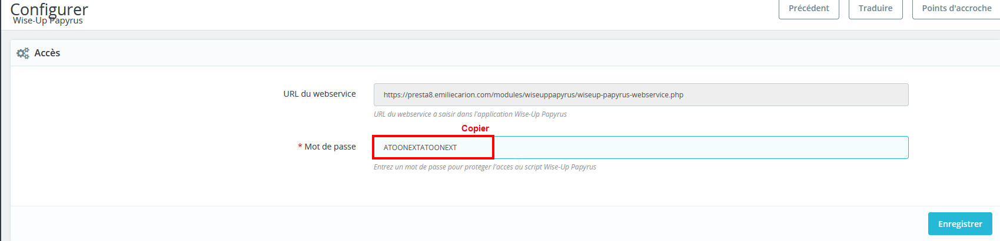 Configurer
Wise-Up Papyrus
Précédent
Traduire
Points d'accroche
Accès
URL du webservice
https://presta8.emiliecarion.com/modules/wiseuppapyrus/wiseup-papyrus-webservice.php
URL du webservice à saisir dans l'application Wise-Up Papyrus
Copier
* Mot de passe
ATOONEXTATOONEXT
Entrez un mot de passe pour protéger l'accès au script Wise-Up Papyrus
Enregistrer